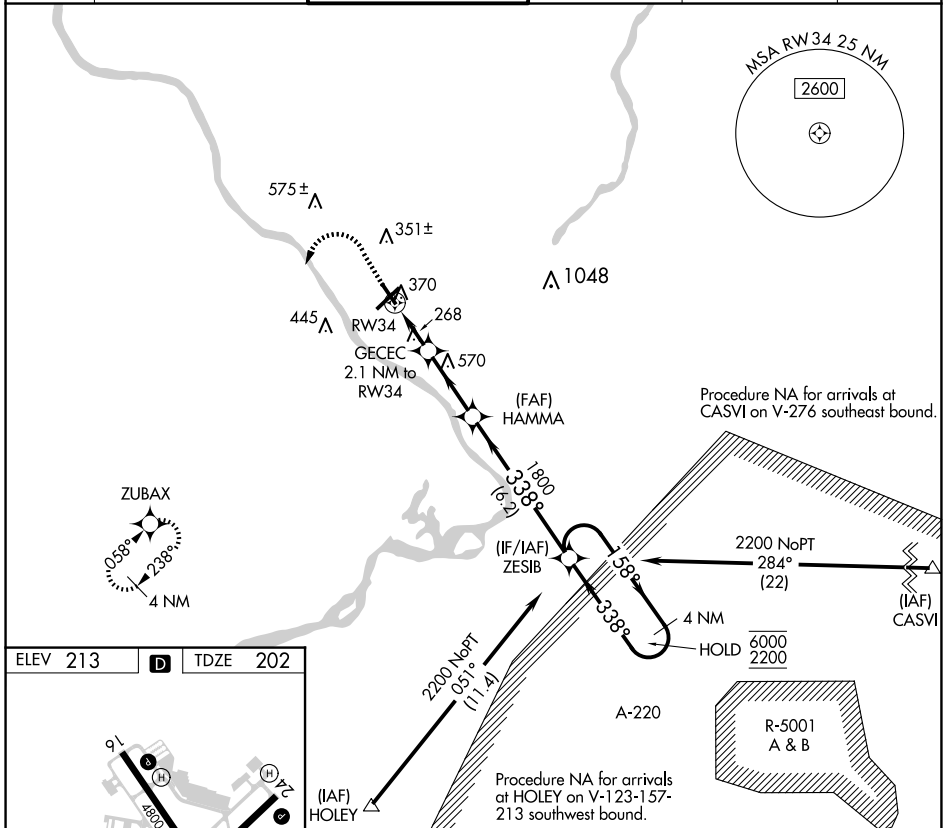 MSA RW34 25 NM
2600
575±
351±
1048
370
445
RW34
268
GECEC
2.1 NM to
RW34
570
(FAF)
HAMMA
Procedure NA for arrivals at
CASVI on V-276 southeast bound.
1800
338°
(6.2)
ZUBAX
058°
238°
4 NM
(IF/IAF)
ZESIB
158°
338°
2200 NoPT
284°
(22)
(IAF)
CASVI
4 NM
HOLD
6000
2200
2200 NoPT
051°
(11.4)
A-220
R-5001
A & B
(IAF)
HOLEY
Procedure NA for arrivals
at HOLEY on V-123-157-
213 southwest bound.
ELEV 213
D
TDZE 202
16
P
H
4800
H
24
P